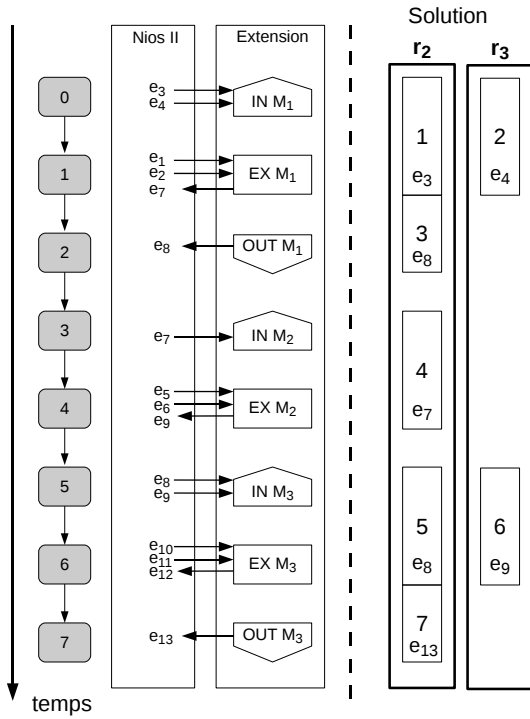 Solution
Nios II
Extension
r2
r3
0
e3
e4
IN M1
1
e1
e2
e7
EX M1
2
e8
OUT M1
3
e7
IN M2
4
e5
e6
e9
EX M2
5
e8
e9
IN M3
6
e10
e11
e12
EX M3
7
e13
OUT M3
1
e3
2
e4
3
e8
4
e7
5
e8
6
e9
7
e13
temps